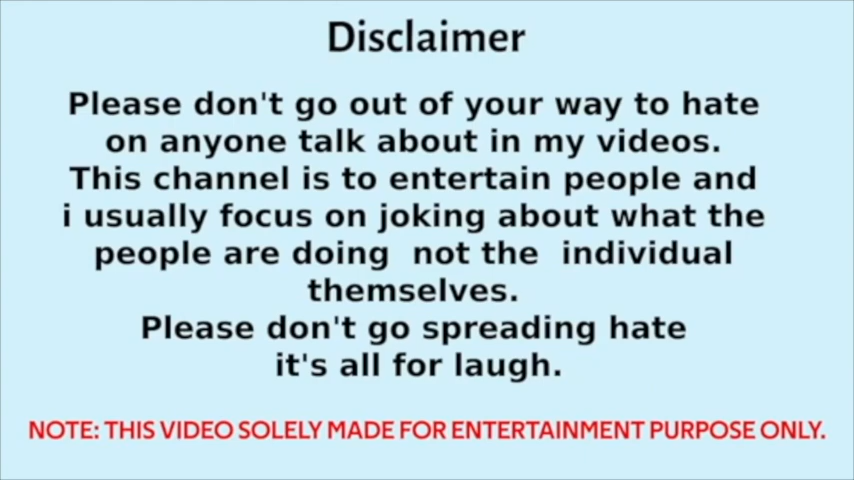 Disclaimer
Please don't go out of your way to hate
on anyone talk about in my videos.
This channel is to entertain people and
i usually focus on joking about what the
people are doing not the individual
themselves.
Please don't go spreading hate
it's all for laugh.
NOTE: THIS VIDEO SOLELY MADE FOR ENTERTAINMENT PURPOSE ONLY.